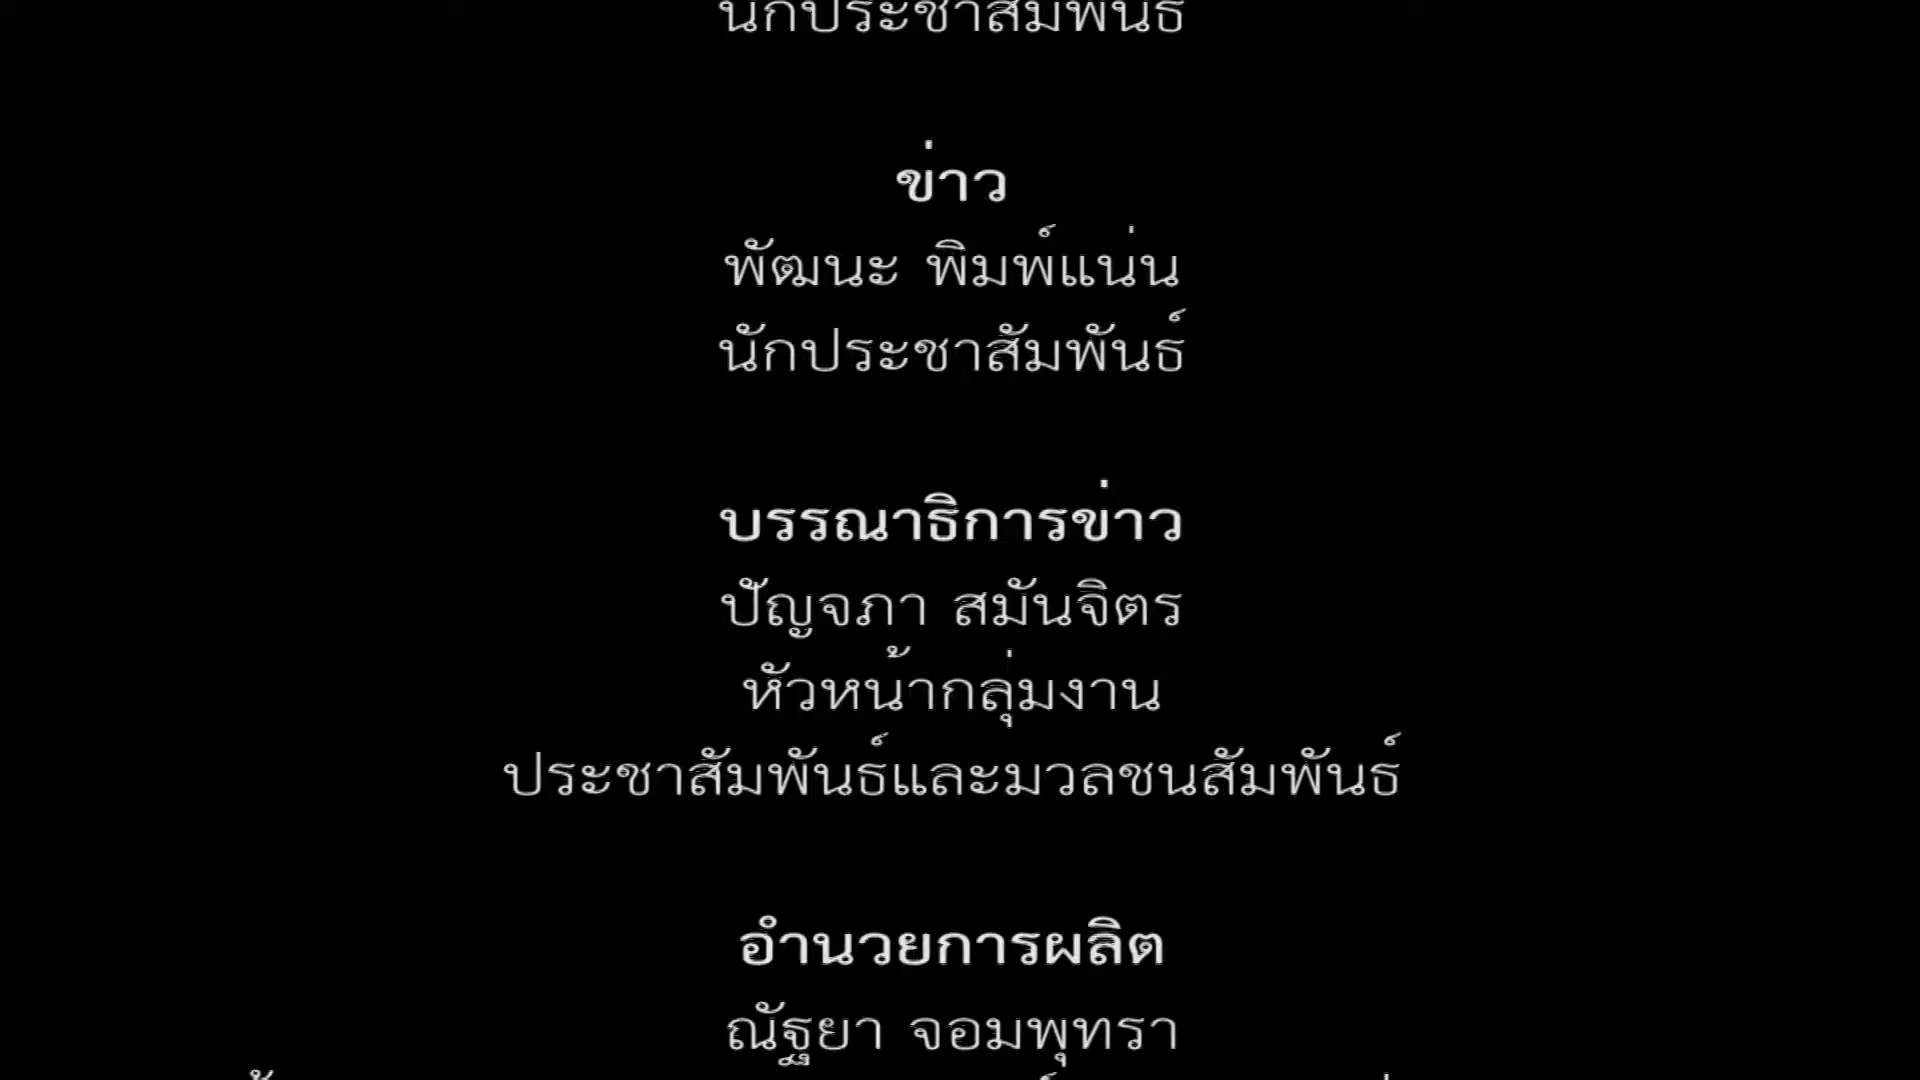 นักประชาสัมพันธ์
ข่าว
พัฒนะ พิมพ์แน่น
นักประชาสัมพันธ์
บรรณาธิการข่าว
ปัญจภา สมันจิตร
หัวหน้ากลุ่มงาน
ประชาสัมพันธ์และมวลชนสัมพันธ์
อำนวยการผลิต
ณัฐยา จอมพุทรา